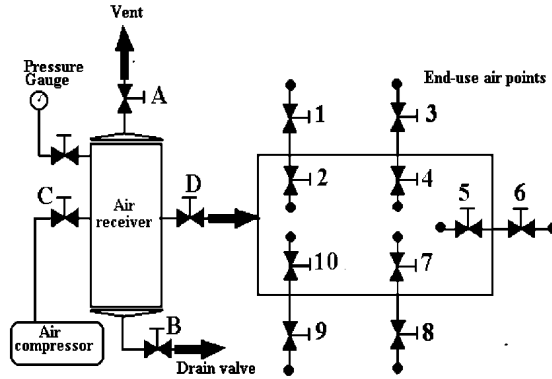 Vent
Pressure
Gauge
A
1
3
End-use air points
C
D
2
4
5
6
Air
receiver
10
7
B
9
8
Air
compressor
Drain valve